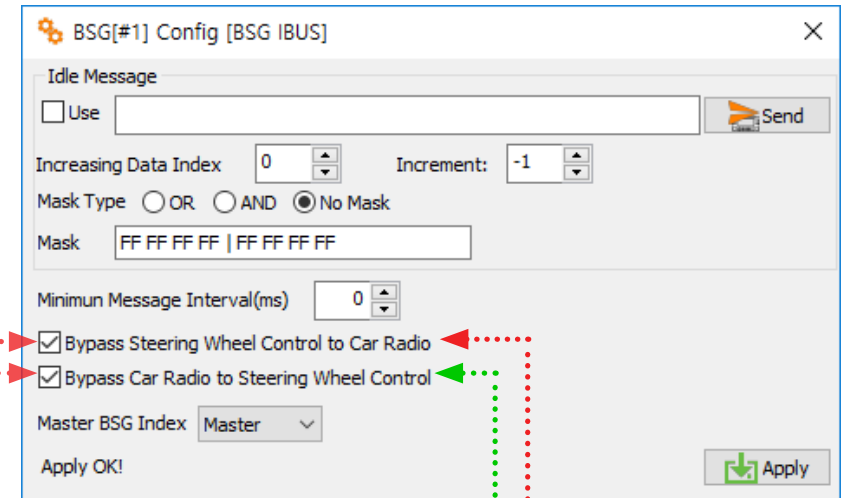 BSG[#1] Config [BSG IBUS]
Idle Message
Use
Send
Increasing Data Index 0 Increment: -1
Mask Type OR AND No Mask
Mask FF FF FF FF | FF FF FF FF
Minimun Message Interval(ms) 0
Bypass Steering Wheel Control to Car Radio
Bypass Car Radio to Steering Wheel Control
Master BSG Index Master
Apply OK! Apply